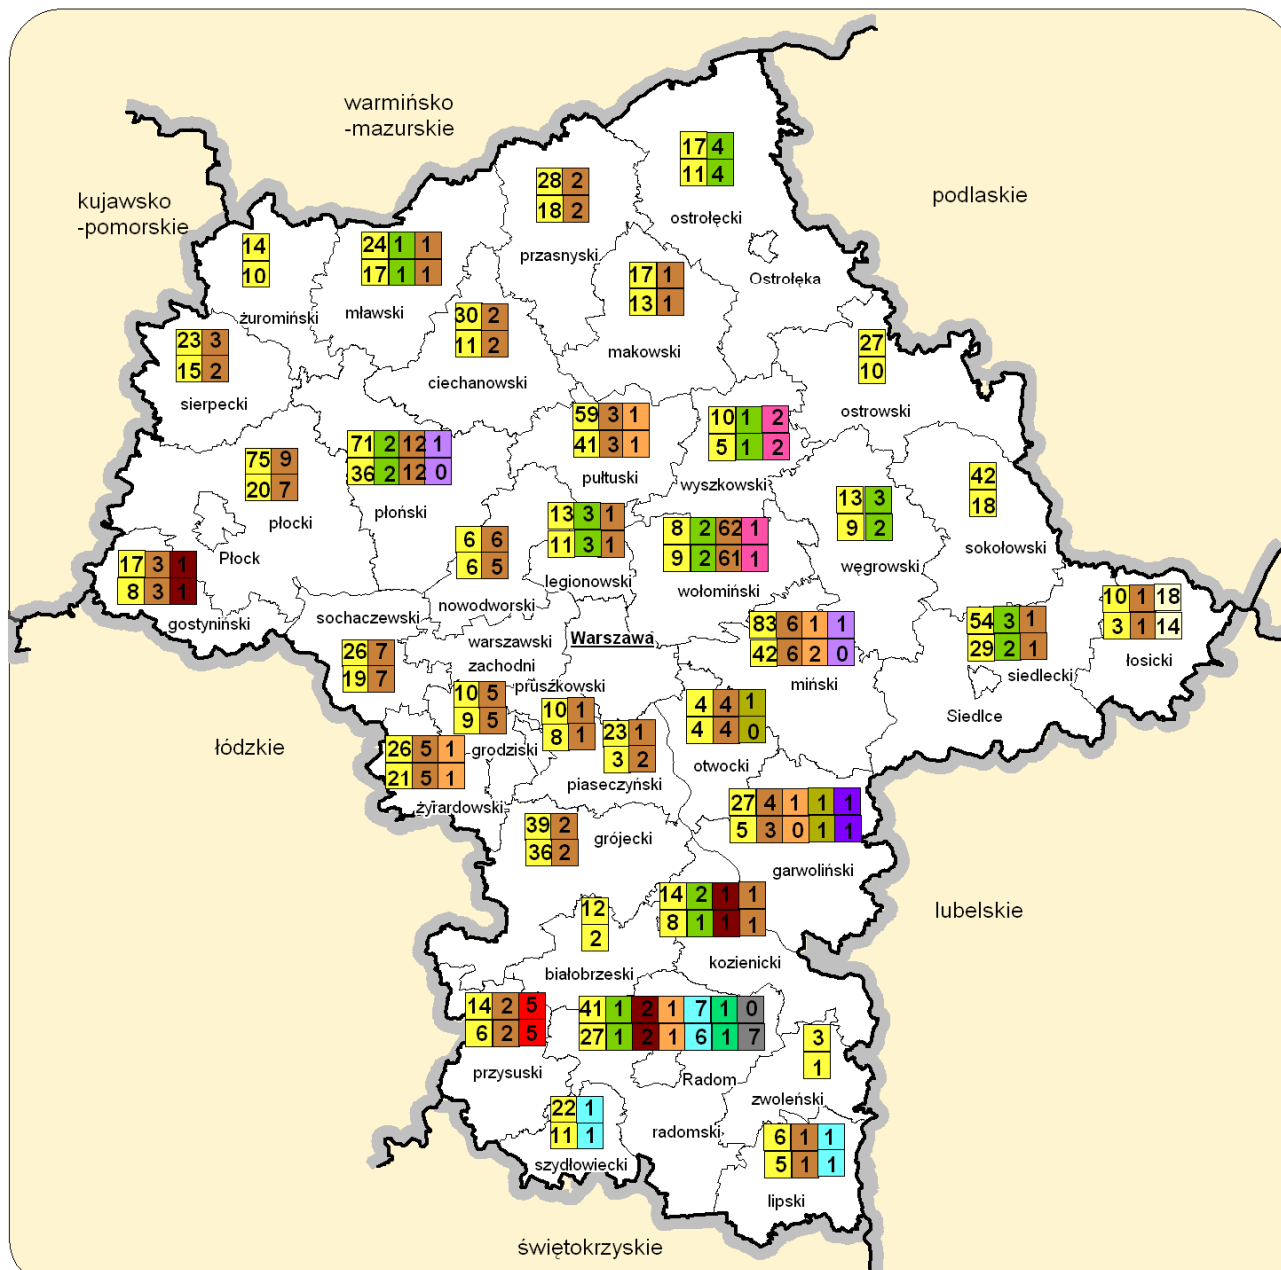 warmińsko
-mazurskie
kujawsko
-pomorskie
podlaskie
17 4
11 4
ostrołęcki
28 2
18 2
przasnyski
14
10
żuromiński
24 1 1
17 1 1
mławski
17 1
13 1
makowski
Ostrołęka
30 2
11 2
ciechanowski
23 3
15 2
sierpecki
27
10
ostrowski
59 3 1
41 3 1
pułtuski
10 1 2
5 1 2
wyszkowski
71 2 12 1
36 2 12 0
płoński
75 9
20 7
płocki
Płock
42
18
sokołowski
13 3
9 2
węgrowski
13 3 1
11 3 1
legionowski
8 2 62 1
9 2 61 1
wołomiński
6 6
6 5
nowodworski
17 3 1
8 3 1
gostyniński
sochaczewski
26 7
19 7
warszawski
zachodni
Warszawa
83 6 1 1
42 6 2 0
miński
54 3 1
29 2 1
siedlecki
Siedlce
10 1 18
3 1 14
łosicki
pruszkowski
10 1
8 1
10 5
9 5
grodziski
23 1
3 2
piaseczyński
4 4 1
4 4 0
otwocki
łódzkie
26 5 1
21 5 1
żyrardowski
27 4 1 1 1
5 3 0 1 1
garwoliński
39 2
36 2
grójecki
14 2 1 1
8 1 1 1
kozienicki
lubelskie
12
2
białobrzeski
14 2 5
6 2 5
przysuski
41 1 2 1 7 1 0
27 1 2 1 6 1 7
Radom
radomski
3
1
zwoleński
22 1
11 1
szydłowiecki
6 1 1
5 1 1
lipski
świętokrzyskie